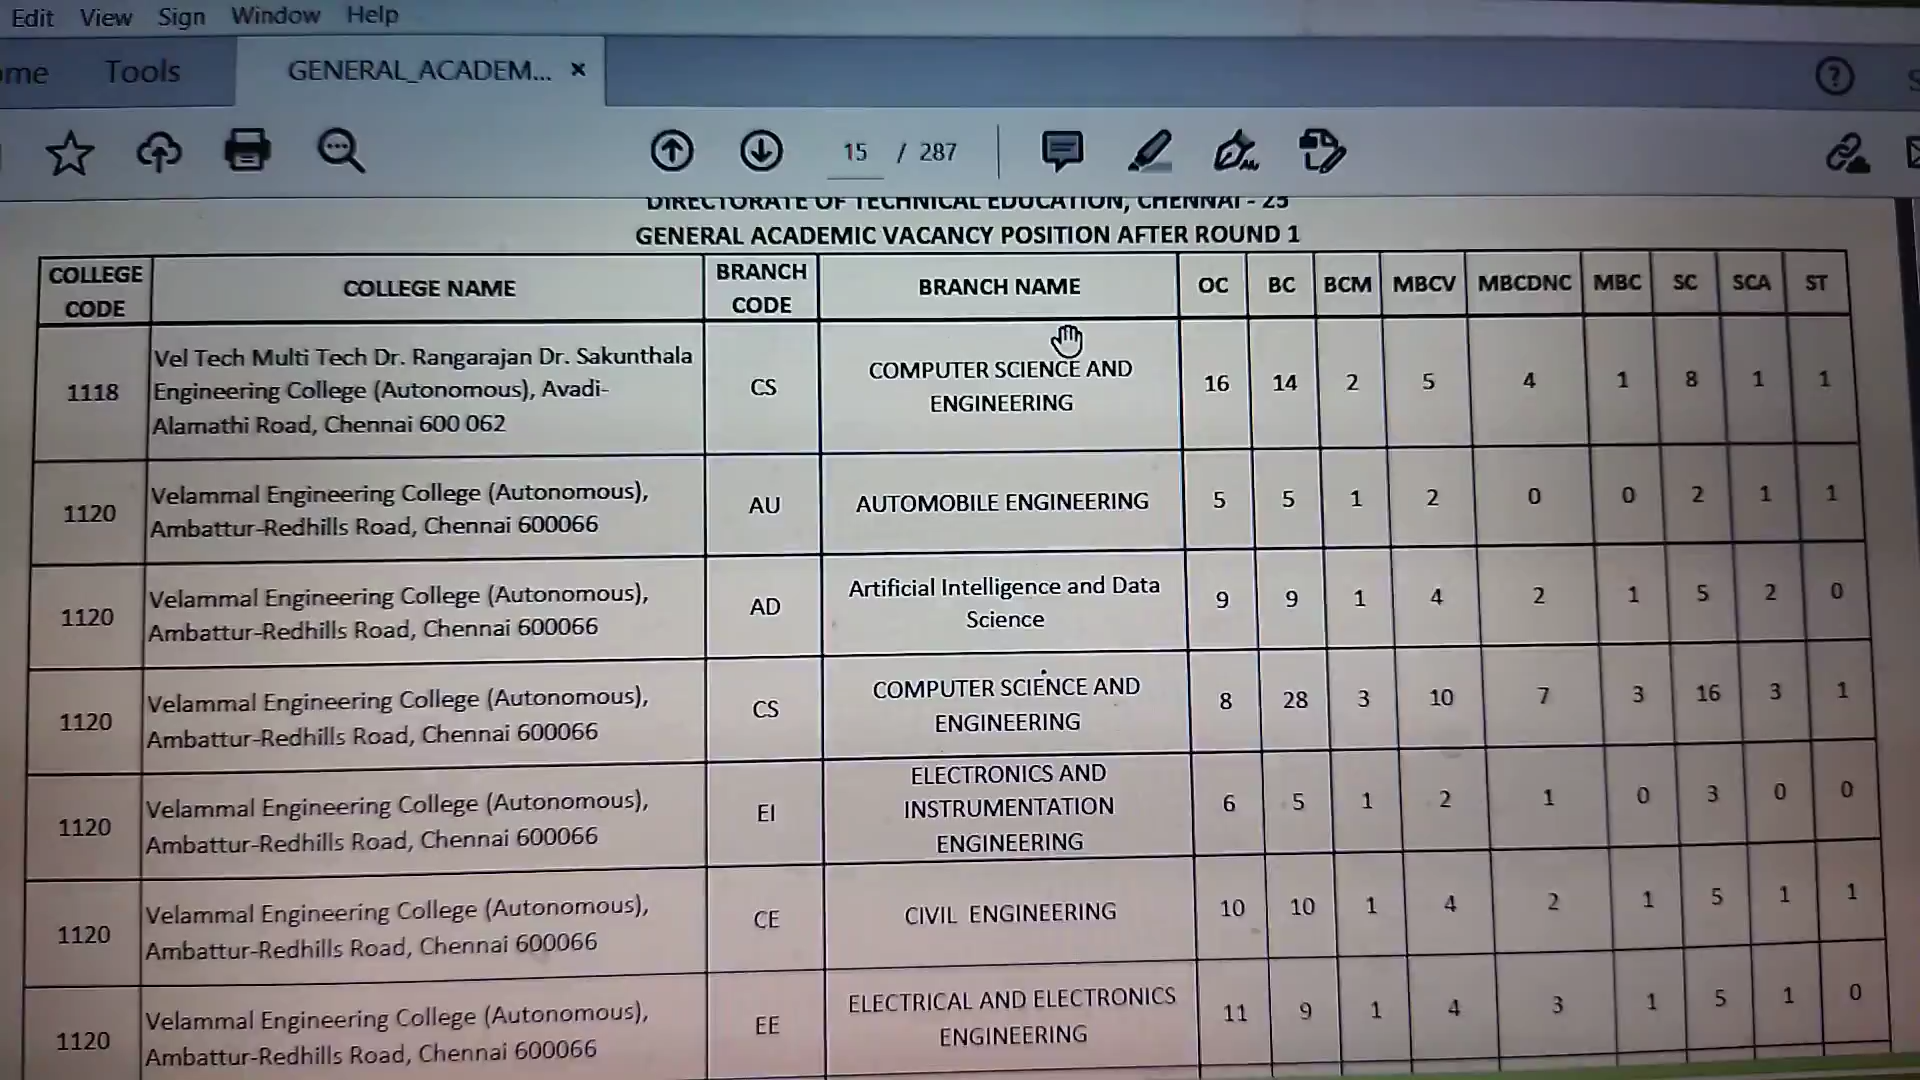 Edit View Sign Window Help
ome Tools GENERAL_ACADEM... ×
15 / 287
DIRECTORATE OF TECHNICAL EDUCATION, CHENNAI - 25
GENERAL ACADEMIC VACANCY POSITION AFTER ROUND 1
COLLEGE CODE COLLEGE NAME BRANCH CODE BRANCH NAME OC BC BCM MBCV MBCDNC MBC SC SCA ST
1118 Vel Tech Multi Tech Dr. Rangarajan Dr. Sakunthala Engineering College (Autonomous), Avadi-Alamathi Road, Chennai 600 062 CS COMPUTER SCIENCE AND ENGINEERING 16 14 2 5 4 1 8 1 1
1120 Velammal Engineering College (Autonomous), Ambattur-Redhills Road, Chennai 600066 AU AUTOMOBILE ENGINEERING 5 5 1 2 0 0 2 1 1
1120 Velammal Engineering College (Autonomous), Ambattur-Redhills Road, Chennai 600066 AD Artificial Intelligence and Data Science 9 9 1 4 2 1 5 2 0
1120 Velammal Engineering College (Autonomous), Ambattur-Redhills Road, Chennai 600066 CS COMPUTER SCIENCE AND ENGINEERING 8 28 3 10 7 3 16 3 1
1120 Velammal Engineering College (Autonomous), Ambattur-Redhills Road, Chennai 600066 EI ELECTRONICS AND INSTRUMENTATION ENGINEERING 6 5 1 2 1 0 3 0 0
1120 Velammal Engineering College (Autonomous), Ambattur-Redhills Road, Chennai 600066 CE CIVIL ENGINEERING 10 10 1 4 2 1 5 1 1
1120 Velammal Engineering College (Autonomous), Ambattur-Redhills Road, Chennai 600066 EE ELECTRICAL AND ELECTRONICS ENGINEERING 11 9 1 4 3 1 5 1 0